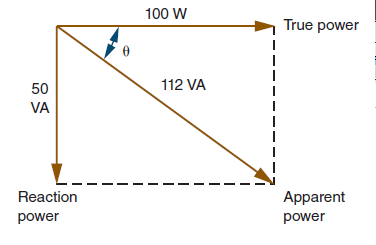 100 W
True power
θ
50
VA
112 VA
Reaction
power
Apparent
power